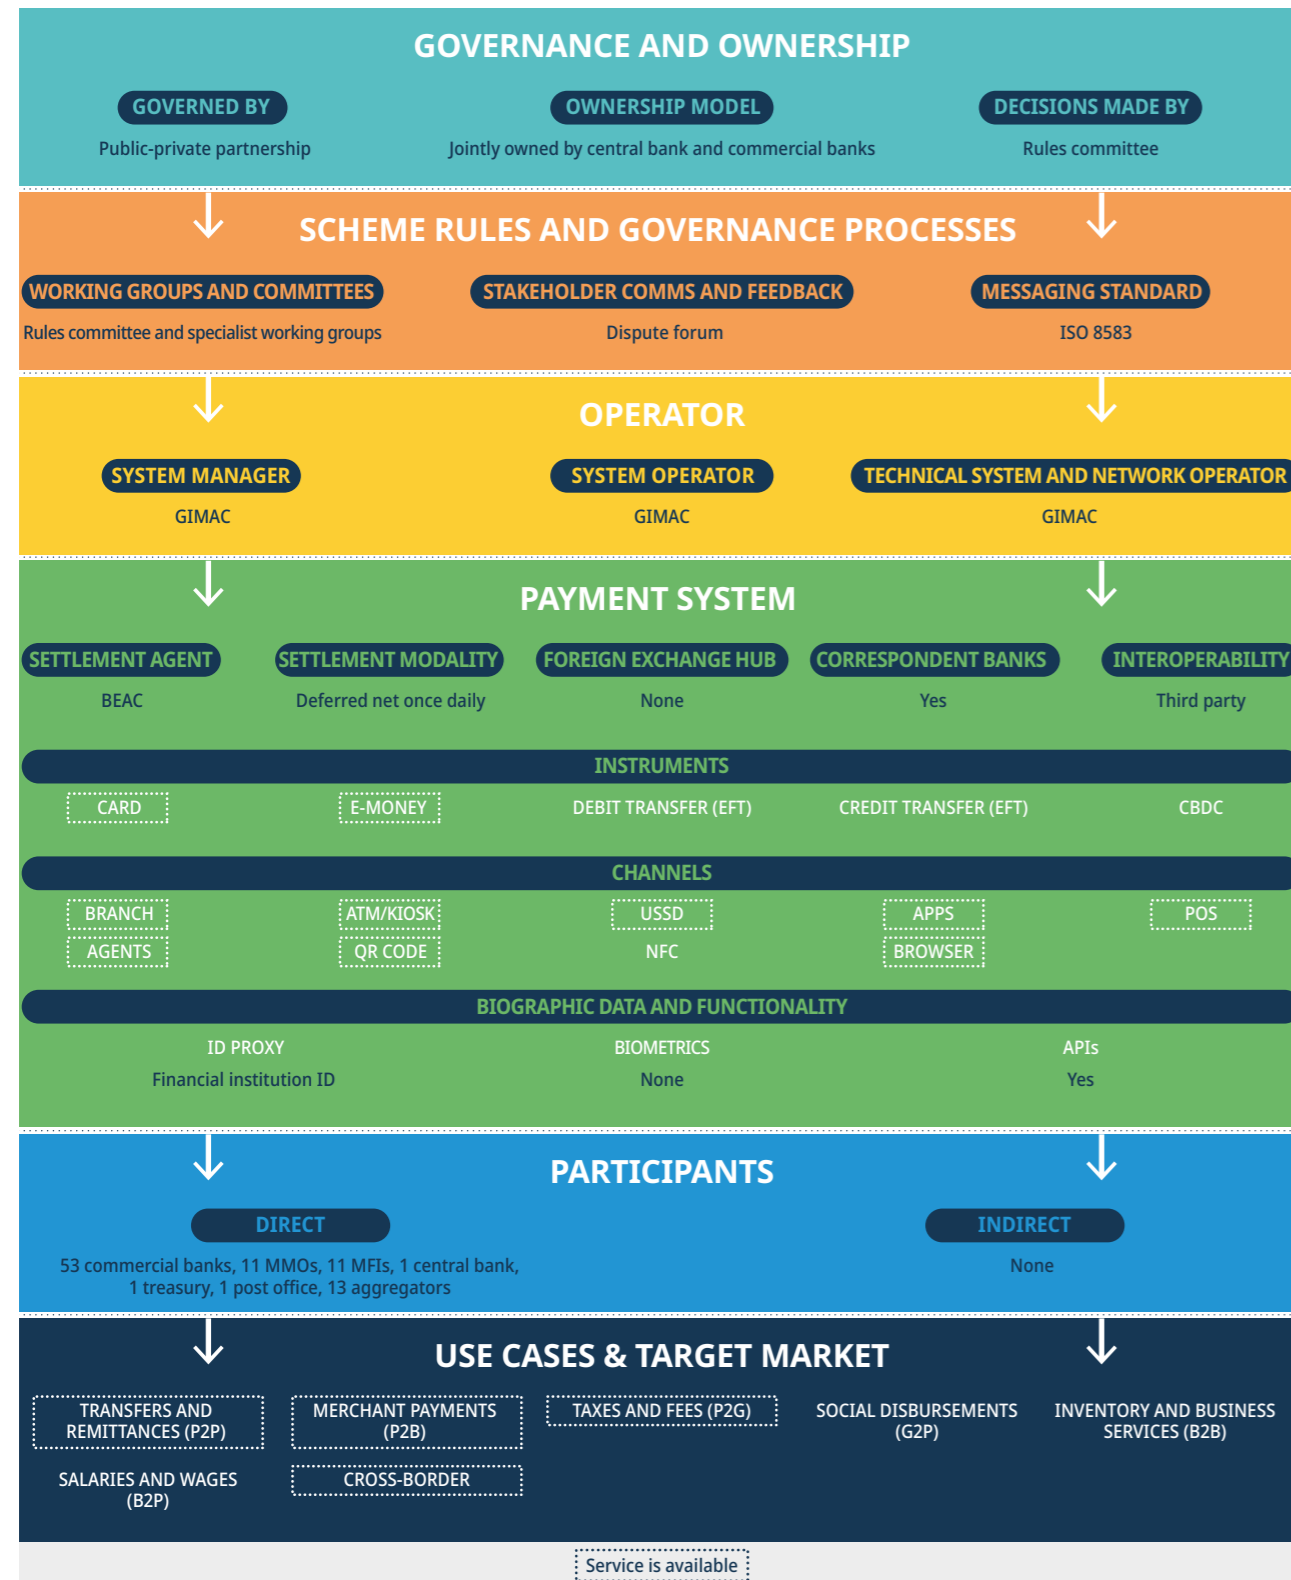 GOVERNANCE AND OWNERSHIP
GOVERNED BY
OWNERSHIP MODEL
DECISIONS MADE BY
Public-private partnership
Jointly owned by central bank and commercial banks
Rules committee
SCHEME RULES AND GOVERNANCE PROCESSES
WORKING GROUPS AND COMMITTEES
STAKEHOLDER COMMS AND FEEDBACK
MESSAGING STANDARD
Rules committee and specialist working groups
Dispute forum
ISO 8583
OPERATOR
SYSTEM MANAGER
SYSTEM OPERATOR
TECHNICAL SYSTEM AND NETWORK OPERATOR
GIMAC
GIMAC
GIMAC
PAYMENT SYSTEM
SETTLEMENT AGENT
SETTLEMENT MODALITY
FOREIGN EXCHANGE HUB
CORRESPONDENT BANKS
INTEROPERABILITY
BEAC
Deferred net once daily
None
Yes
Third party
INSTRUMENTS
CARD
E-MONEY
DEBIT TRANSFER (EFT)
CREDIT TRANSFER (EFT)
CBDC
CHANNELS
BRANCH
ATM/KIOSK
USSD
APPS
POS
AGENTS
QR CODE
NFC
BROWSER
BIOGRAPHIC DATA AND FUNCTIONALITY
ID PROXY
BIOMETRICS
APIs
Financial institution ID
None
Yes
PARTICIPANTS
DIRECT
INDIRECT
53 commercial banks, 11 MMOs, 11 MFIs, 1 central bank,
1 treasury, 1 post office, 13 aggregators
None
USE CASES & TARGET MARKET
TRANSFERS AND
REMITTANCES (P2P)
MERCHANT PAYMENTS
(P2B)
TAXES AND FEES (P2G)
SOCIAL DISBURSEMENTS
(G2P)
INVENTORY AND BUSINESS
SERVICES (B2B)
SALARIES AND WAGES
(B2P)
CROSS-BORDER
Service is available